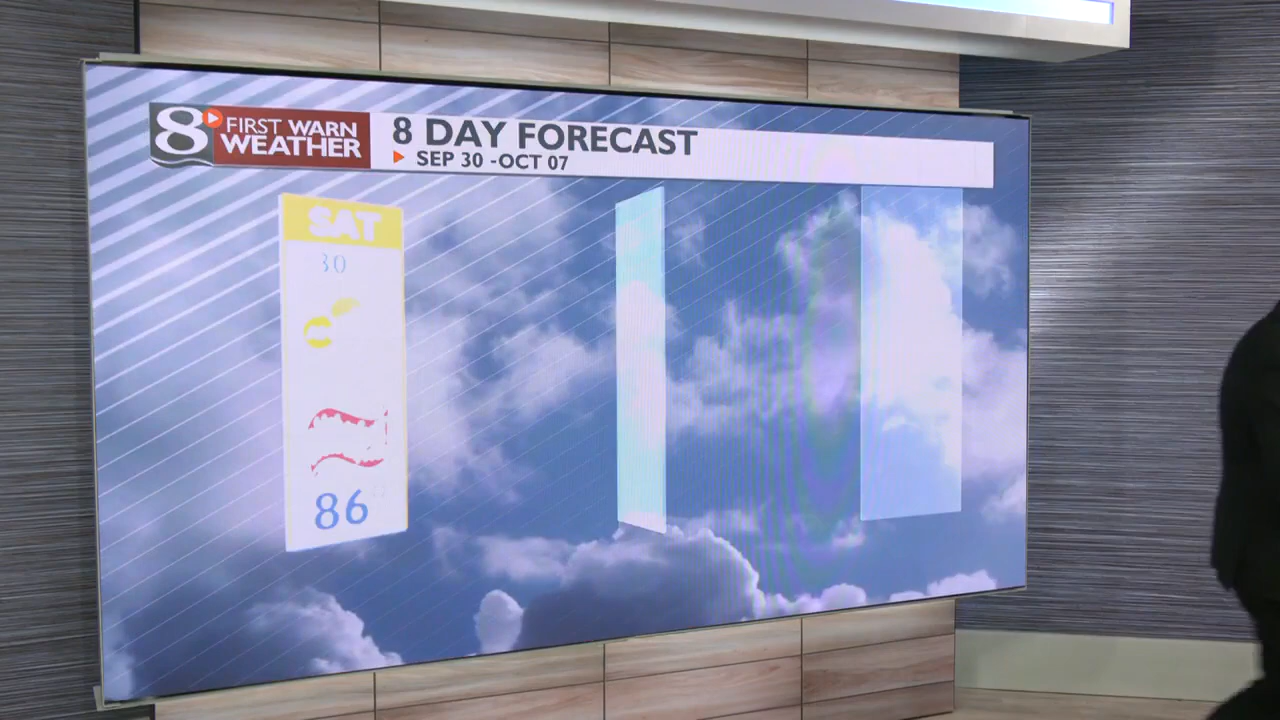 8 FIRST WARN
WEATHER
8 DAY FORECAST
SEP 30 -OCT 07
SAT
30
86